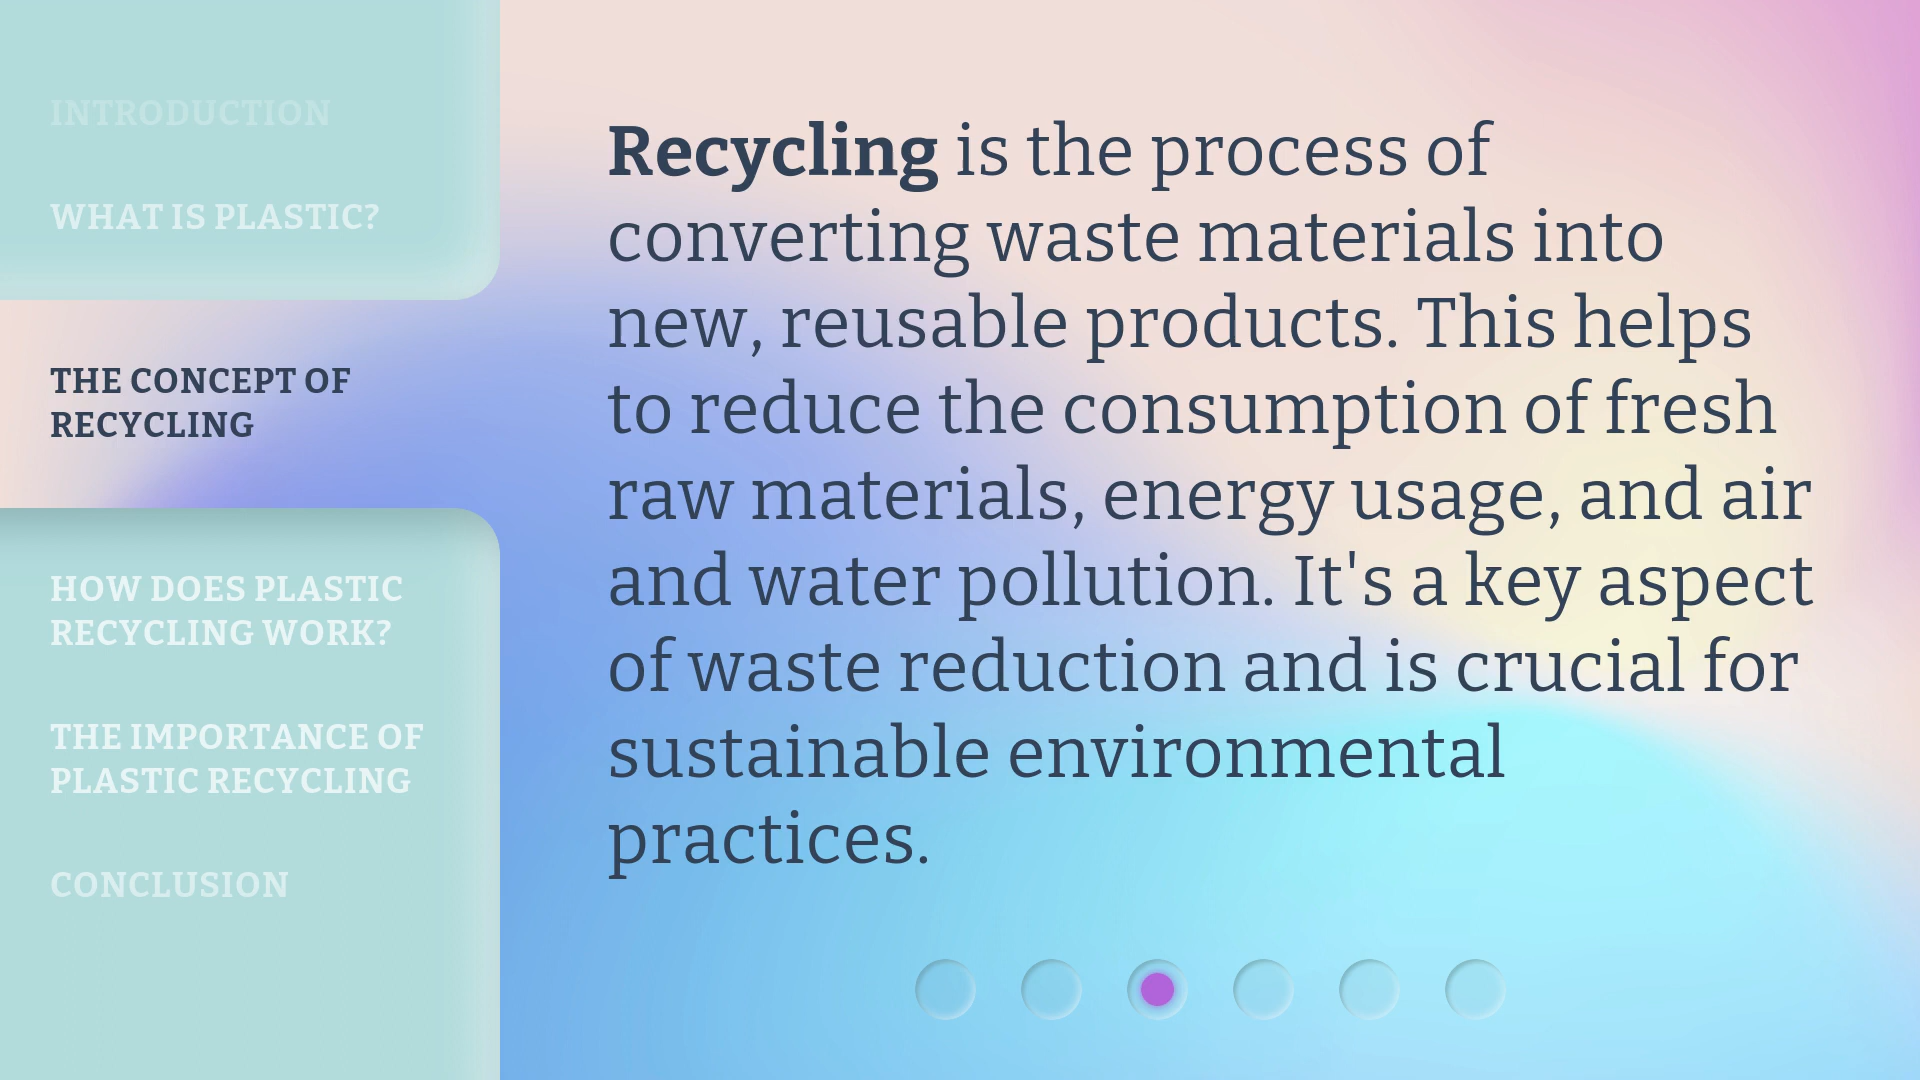 INTRODUCTION
WHAT IS PLASTIC?
THE CONCEPT OF
RECYCLING
HOW DOES PLASTIC
RECYCLING WORK?
THE IMPORTANCE OF
PLASTIC RECYCLING
CONCLUSION
Recycling is the process of
converting waste materials into
new, reusable products. This helps
to reduce the consumption of fresh
raw materials, energy usage, and air
and water pollution. It's a key aspect
of waste reduction and is crucial for
sustainable environmental
practices.